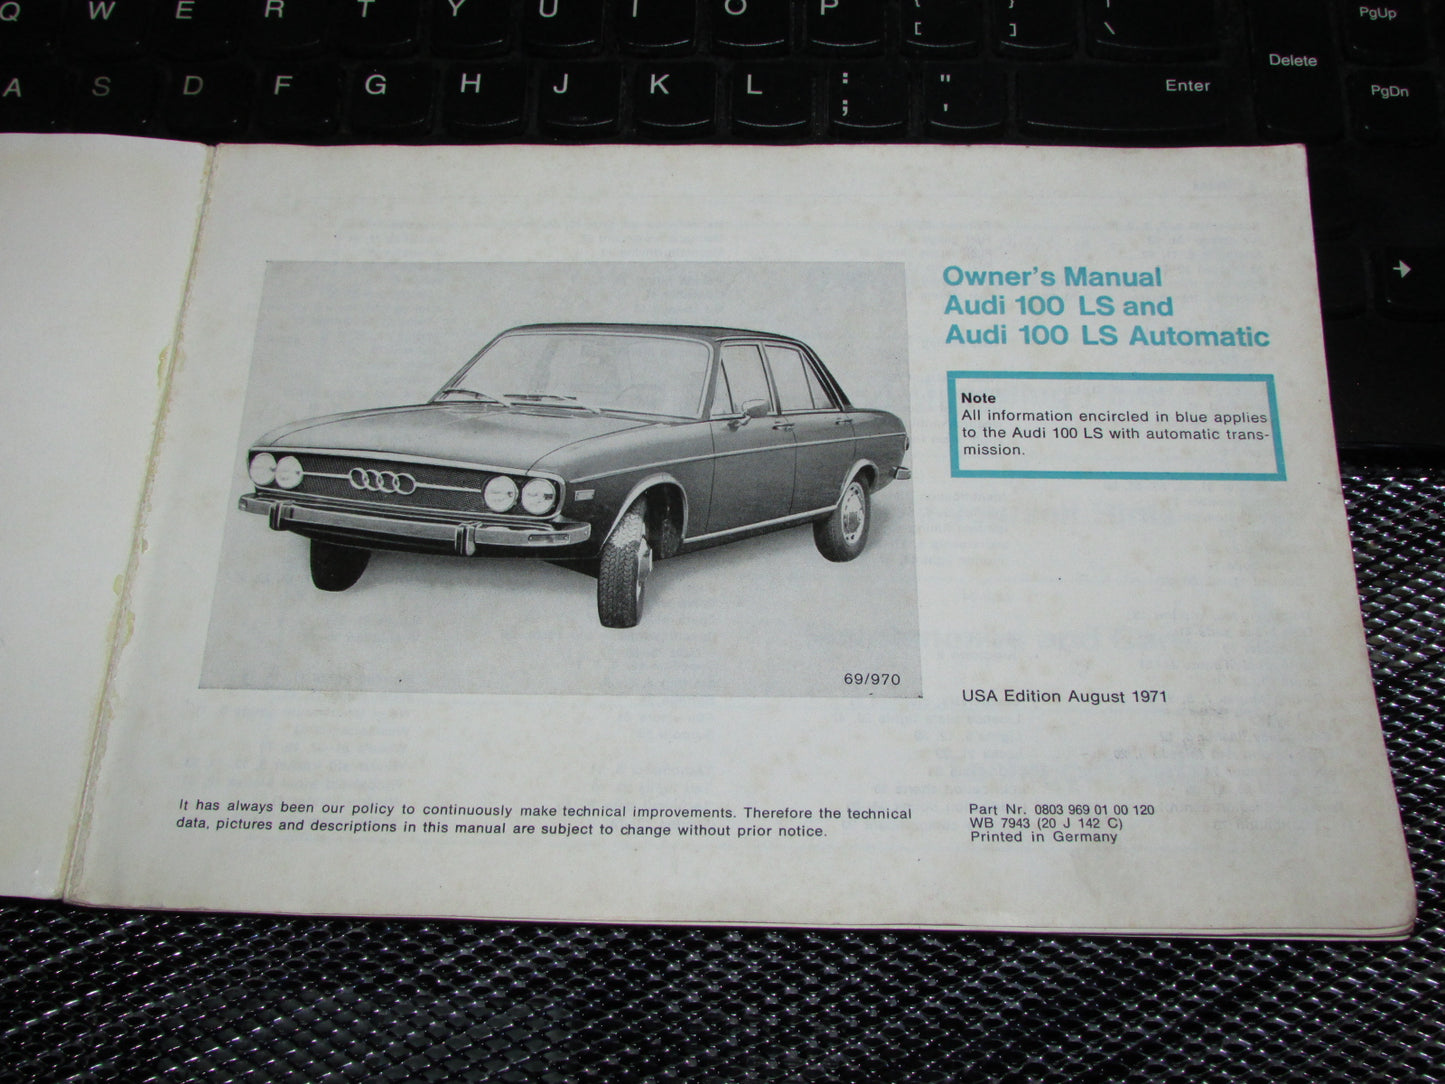 Q W E R T Y U I O P { [ } ] | \ PgUp
Delete
A S D F G H J K L : ; " ' Enter PgDn
Owner's Manual
Audi 100 LS and
Audi 100 LS Automatic
Note
All information encircled in blue applies
to the Audi 100 LS with automatic trans-
mission.
69/970
USA Edition August 1971
It has always been our policy to continuously make technical improvements. Therefore the technical
data, pictures and descriptions in this manual are subject to change without prior notice.
Part Nr. 0803 969 01 00 120
WB 7943 (20 J 142 C)
Printed in Germany